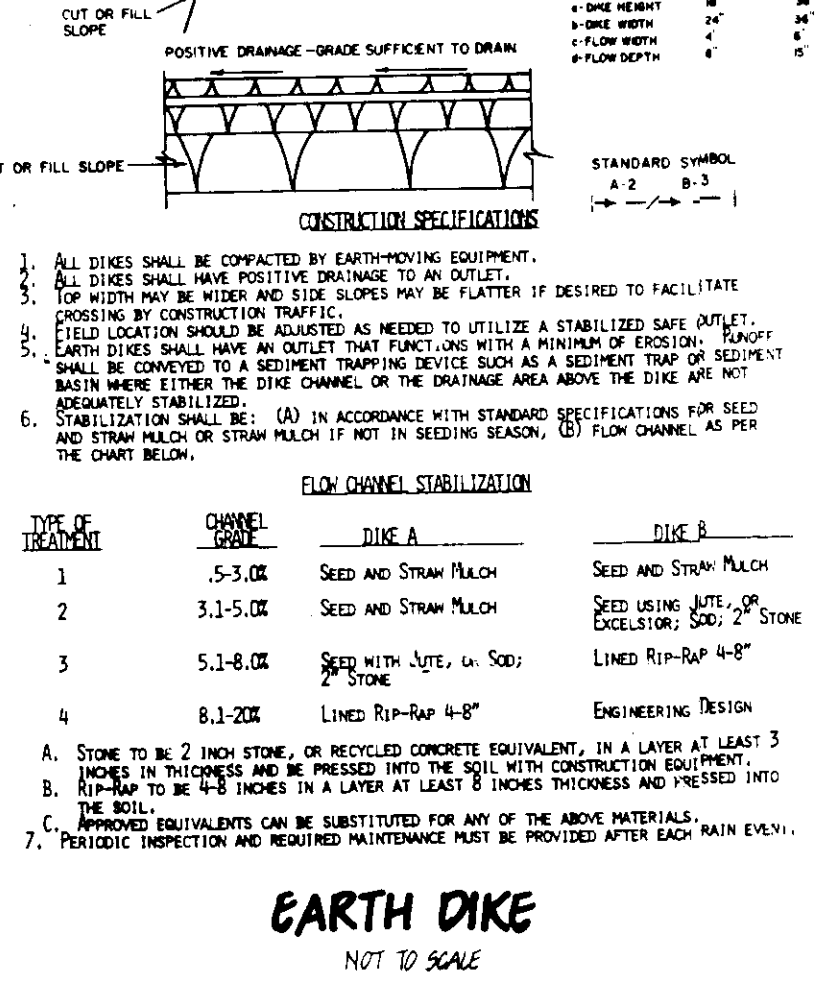 CUT OR FILL
SLOPE
a-DIKE HEIGHT
b-DIKE WIDTH 24" 36"
c-FLOW WIDTH 4' 6'
d-FLOW DEPTH 15"
POSITIVE DRAINAGE-GRADE SUFFICIENT TO DRAIN
OR FILL SLOPE
STANDARD SYMBOL
A-2 B-3
CONSTRUCTION SPECIFICATIONS
1. ALL DIKES SHALL BE COMPACTED BY EARTH-MOVING EQUIPMENT.
2. ALL DIKES SHALL HAVE POSITIVE DRAINAGE TO AN OUTLET.
3. TOP WIDTH MAY BE WIDER AND SIDE SLOPES MAY BE FLATTER IF DESIRED TO FACILITATE
CROSSING BY CONSTRUCTION TRAFFIC.
4. FIELD LOCATION SHOULD BE ADJUSTED AS NEEDED TO UTILIZE A STABILIZED SAFE OUTLET.
5. EARTH DIKES SHALL HAVE AN OUTLET THAT FUNCTIONS WITH A MINIMUM OF EROSION. RUNOFF
SHALL BE CONVEYED TO A SEDIMENT TRAPPING DEVICE SUCH AS A SEDIMENT TRAP OR SEDIMENT
BASIN WHERE EITHER THE DIKE CHANNEL OR THE DRAINAGE AREA ABOVE THE DIKE ARE NOT
ADEQUATELY STABILIZED.
6. STABILIZATION SHALL BE: (A) IN ACCORDANCE WITH STANDARD SPECIFICATIONS FOR SEED
AND STRAW MULCH OR STRAW MULCH IF NOT IN SEEDING SEASON, (B) FLOW CHANNEL AS PER
THE CHART BELOW.
FLOW CHANNEL STABILIZATION
TYPE OF TREATMENT CHANNEL GRADE DIKE A DIKE B
1 .5-3.0% SEED AND STRAW MULCH SEED AND STRAW MULCH
2 3.1-5.0% SEED AND STRAW MULCH SEED USING JUTE, OR
EXCELSIOR; SOD; 2" STONE
3 5.1-8.0% SEED WITH JUTE, OR SOD; LINED RIP-RAP 4-8"
2" STONE
4 8.1-20% LINED RIP-RAP 4-8" ENGINEERING DESIGN
A. STONE TO BE 2 INCH STONE, OR RECYCLED CONCRETE EQUIVALENT, IN A LAYER AT LEAST 3
INCHES IN THICKNESS AND BE PRESSED INTO THE SOIL WITH CONSTRUCTION EQUIPMENT.
B. RIP-RAP TO BE 4-8 INCHES IN A LAYER AT LEAST 8 INCHES THICKNESS AND PRESSED INTO
THE SOIL.
C. APPROVED EQUIVALENTS CAN BE SUBSTITUTED FOR ANY OF THE ABOVE MATERIALS.
7. PERIODIC INSPECTION AND REQUIRED MAINTENANCE MUST BE PROVIDED AFTER EACH RAIN EVENT.
EARTH DIKE
NOT TO SCALE